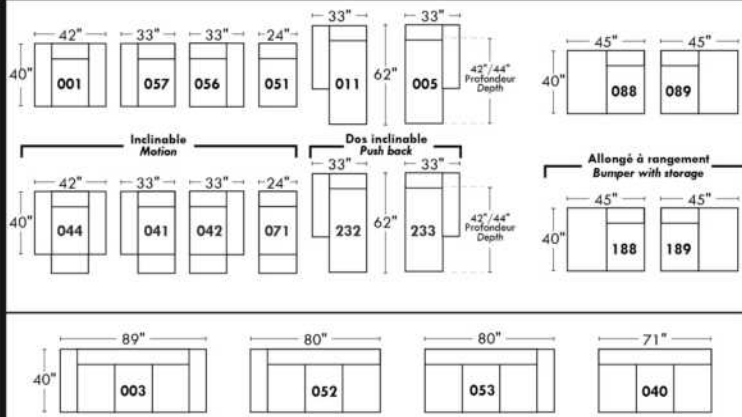 42" 33" 33" 24" 33" 33" 45" 45"
40" 001 057 056 051 011 62" 005 42"/44" Profondeur Depth 40" 088 089
Inclinable
Motion
Dos inclinable
Push back
Allongé à rangement
Bumper with storage
42" 33" 33" 24" 33" 33" 45" 45"
40" 044 041 042 071 232 62" 233 42"/44" Profondeur Depth 40" 188 189
89" 80" 80" 71"
40" 003 052 053 040